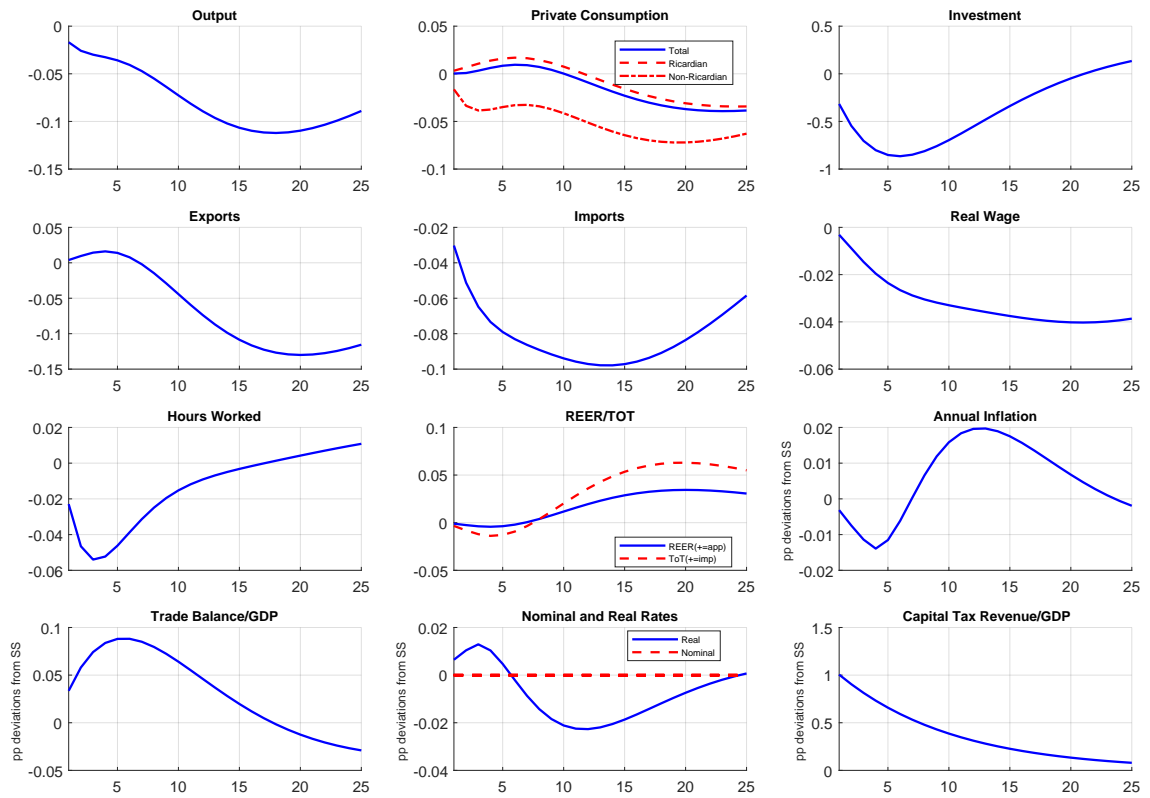 Output
0
-0.05
-0.1
-0.15
5 10 15 20 25
Private Consumption
0.05
0
-0.05
-0.1
5 10 15 20 25
Total
Ricardian
Non-Ricardian
Investment
0.5
0
-0.5
-1
5 10 15 20 25
Exports
0.05
0
-0.05
-0.1
-0.15
5 10 15 20 25
Imports
-0.02
-0.04
-0.06
-0.08
-0.1
5 10 15 20 25
Real Wage
0
-0.02
-0.04
-0.06
5 10 15 20 25
Hours Worked
0.02
0
-0.02
-0.04
-0.06
5 10 15 20 25
REER/TOT
0.1
0.05
0
-0.05
5 10 15 20 25
REER(+=app)
ToT(+=imp)
Annual Inflation
pp deviations from SS
0.02
0.01
0
-0.01
-0.02
5 10 15 20 25
Trade Balance/GDP
pp deviations from SS
0.1
0.05
0
-0.05
5 10 15 20 25
Nominal and Real Rates
pp deviations from SS
0.02
0
-0.02
-0.04
5 10 15 20 25
Real
Nominal
Capital Tax Revenue/GDP
pp deviations from SS
1.5
1
0.5
0
5 10 15 20 25